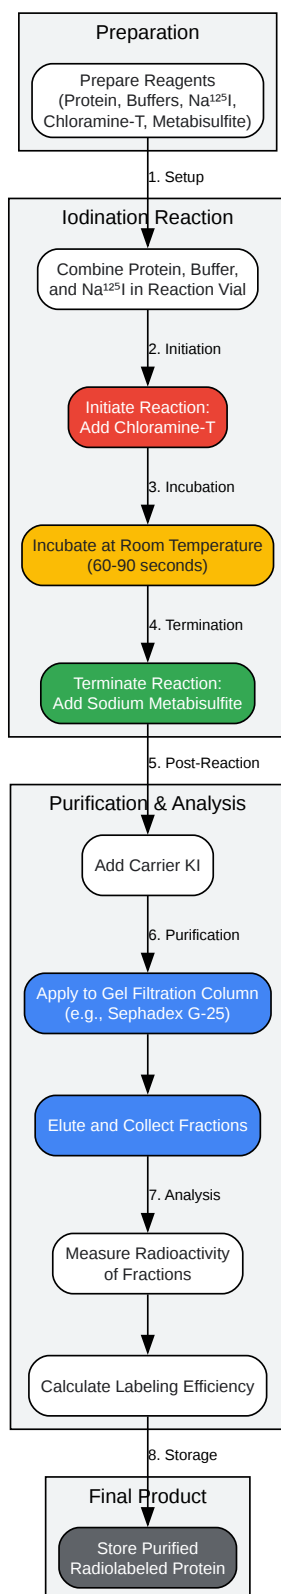 Preparation
Prepare Reagents
(Protein, Buffers, Na¹²⁵I,
Chloramine-T, Metabisulfite)
1. Setup
Iodination Reaction
Combine Protein, Buffer,
and Na¹²⁵I in Reaction Vial
2. Initiation
Initiate Reaction:
Add Chloramine-T
3. Incubation
Incubate at Room Temperature
(60-90 seconds)
4. Termination
Terminate Reaction:
Add Sodium Metabisulfite
5. Post-Reaction
Purification & Analysis
Add Carrier KI
6. Purification
Apply to Gel Filtration Column
(e.g., Sephadex G-25)
Elute and Collect Fractions
7. Analysis
Measure Radioactivity
of Fractions
Calculate Labeling Efficiency
8. Storage
Final Product
Store Purified
Radiolabeled Protein